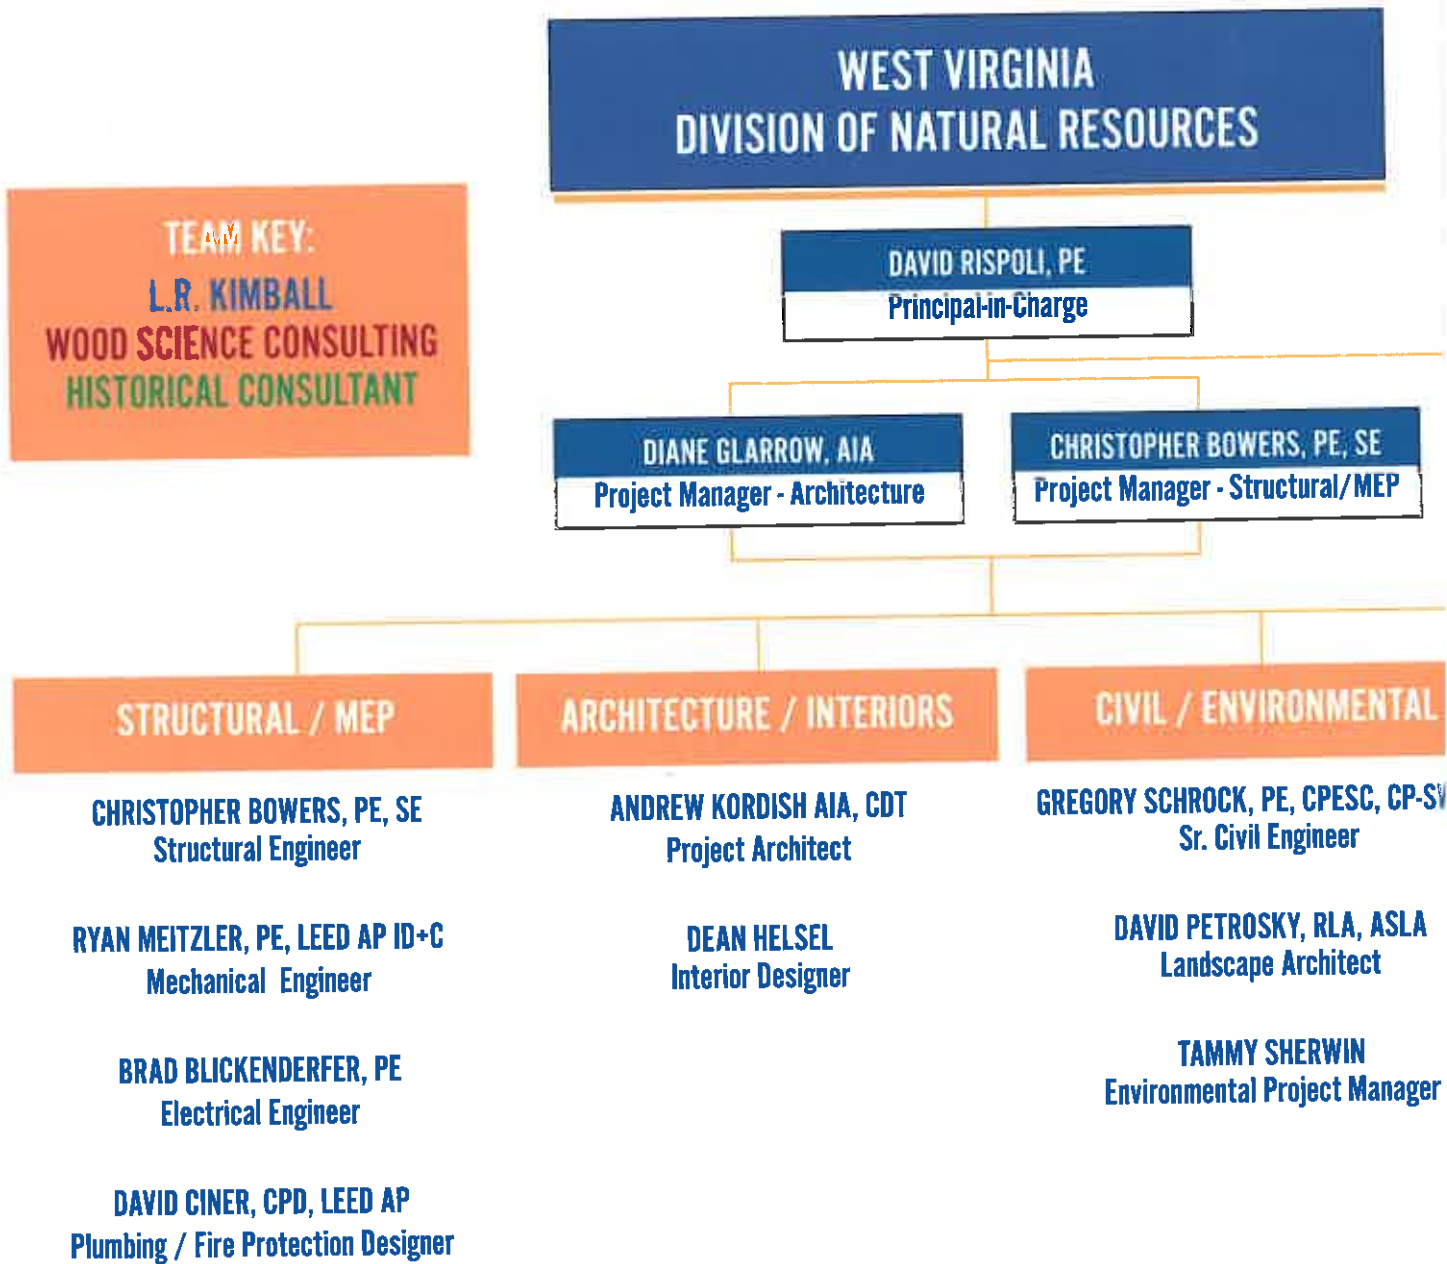 WEST VIRGINIA
DIVISION OF NATURAL RESOURCES
TEAM KEY:
L.R. KIMBALL
WOOD SCIENCE CONSULTING
HISTORICAL CONSULTANT
DAVID RISPOLI, PE
Principal-in-Charge
DIANE GLARROW, AIA
Project Manager - Architecture
CHRISTOPHER BOWERS, PE, SE
Project Manager - Structural/MEP
STRUCTURAL / MEP
CHRISTOPHER BOWERS, PE, SE
Structural Engineer
RYAN MEITZLER, PE, LEED AP ID+C
Mechanical Engineer
BRAD BLICKENDERFER, PE
Electrical Engineer
DAVID CINER, CPD, LEED AP
Plumbing / Fire Protection Designer
ARCHITECTURE / INTERIORS
ANDREW KORDISH AIA, CDT
Project Architect
DEAN HELSEL
Interior Designer
CIVIL / ENVIRONMENTAL
GREGORY SCHROCK, PE, CPESC,
Sr. Civil Engineer
DAVID PETROSKY, RLA, ASLA
Landscape Architect
TAMMY SHERWIN
Environmental Project Manager